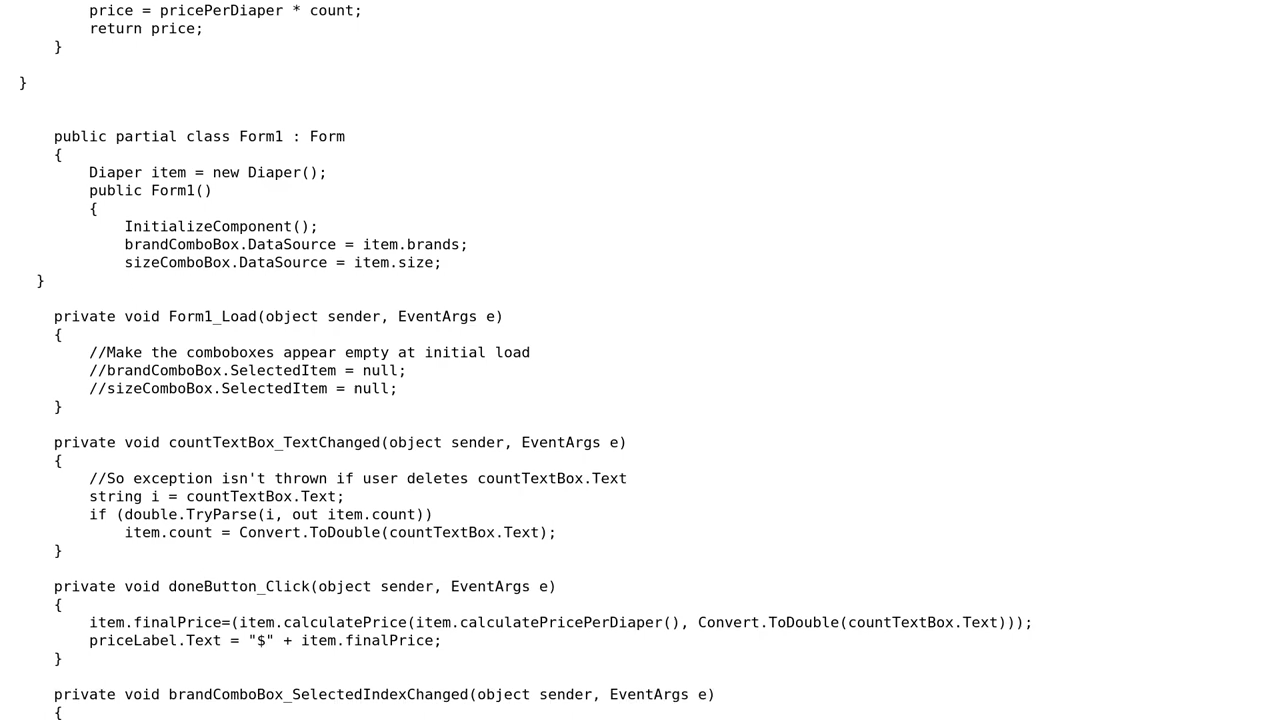 price = pricePerDiaper * count;
        return price;
    }

}


    public partial class Form1 : Form
    {
        Diaper item = new Diaper();
        public Form1()
        {
            InitializeComponent();
            brandComboBox.DataSource = item.brands;
            sizeComboBox.DataSource = item.size;
  }

    private void Form1_Load(object sender, EventArgs e)
    {
        //Make the comboboxes appear empty at initial load
        //brandComboBox.SelectedItem = null;
        //sizeComboBox.SelectedItem = null;
    }

    private void countTextBox_TextChanged(object sender, EventArgs e)
    {
        //So exception isn't thrown if user deletes countTextBox.Text
        string i = countTextBox.Text;
        if (double.TryParse(i, out item.count))
            item.count = Convert.ToDouble(countTextBox.Text);
    }

    private void doneButton_Click(object sender, EventArgs e)
    {
        item.finalPrice=(item.calculatePrice(item.calculatePricePerDiaper(), Convert.ToDouble(countTextBox.Text)));
        priceLabel.Text = "$" + item.finalPrice;
    }

    private void brandComboBox_SelectedIndexChanged(object sender, EventArgs e)
    {